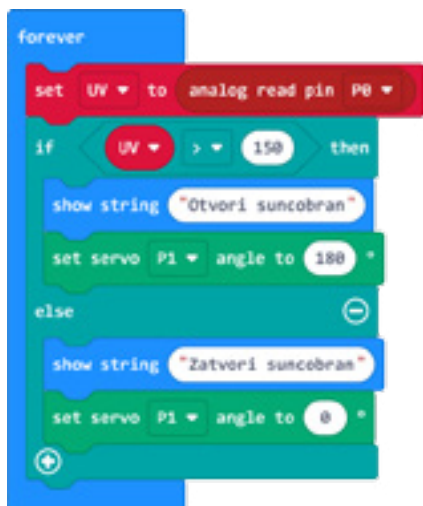 forever
set UV to analog read pin P0
if UV > 150 then
show string "Otvori suncobran"
set servo P1 angle to 180 °
else
show string "Zatvori suncobran"
set servo P1 angle to 0 °